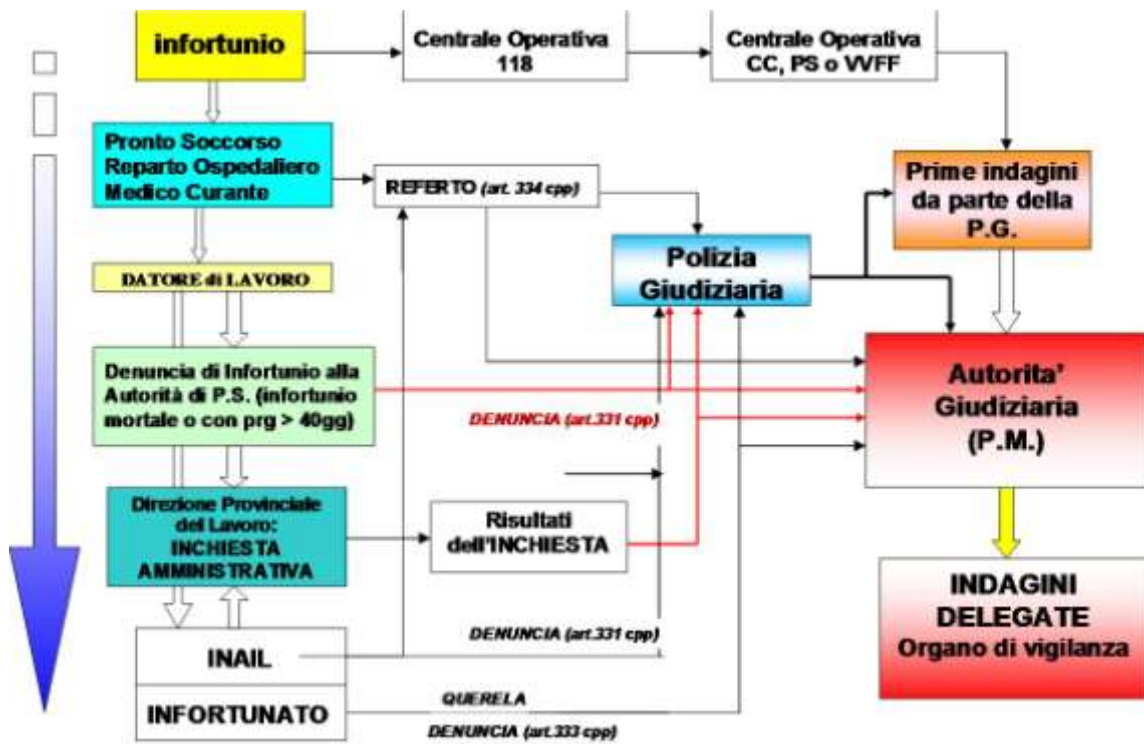 infortunio
Centrale Operativa
118
Centrale Operativa
CC, PS o VVFF
Pronto Soccorso
Reparto Ospedaliero
Medico Curante
REFERTO (art. 334 cpp)
Prime indagini
da parte della
P.G.
Polizia
Giudiziaria
DATORE di LAVORO
Denuncia di Infortunio alla
Autorità di P.S. (infortunio
mortale o con prg > 40gg)
DENUNCIA (art.331 cpp)
Autorita'
Giudiziaria
(P.M.)
Direzione Provinciale
del Lavoro:
INCHIESTA
AMMINISTRATIVA
Risultati
dell'INCHIESTA
INDAGINI
DELEGATE
Organo di vigilanza
DENUNCIA (art.331 cpp)
INAIL
INFORTUNATO
QUERELA
DENUNCIA (art.333 cpp)